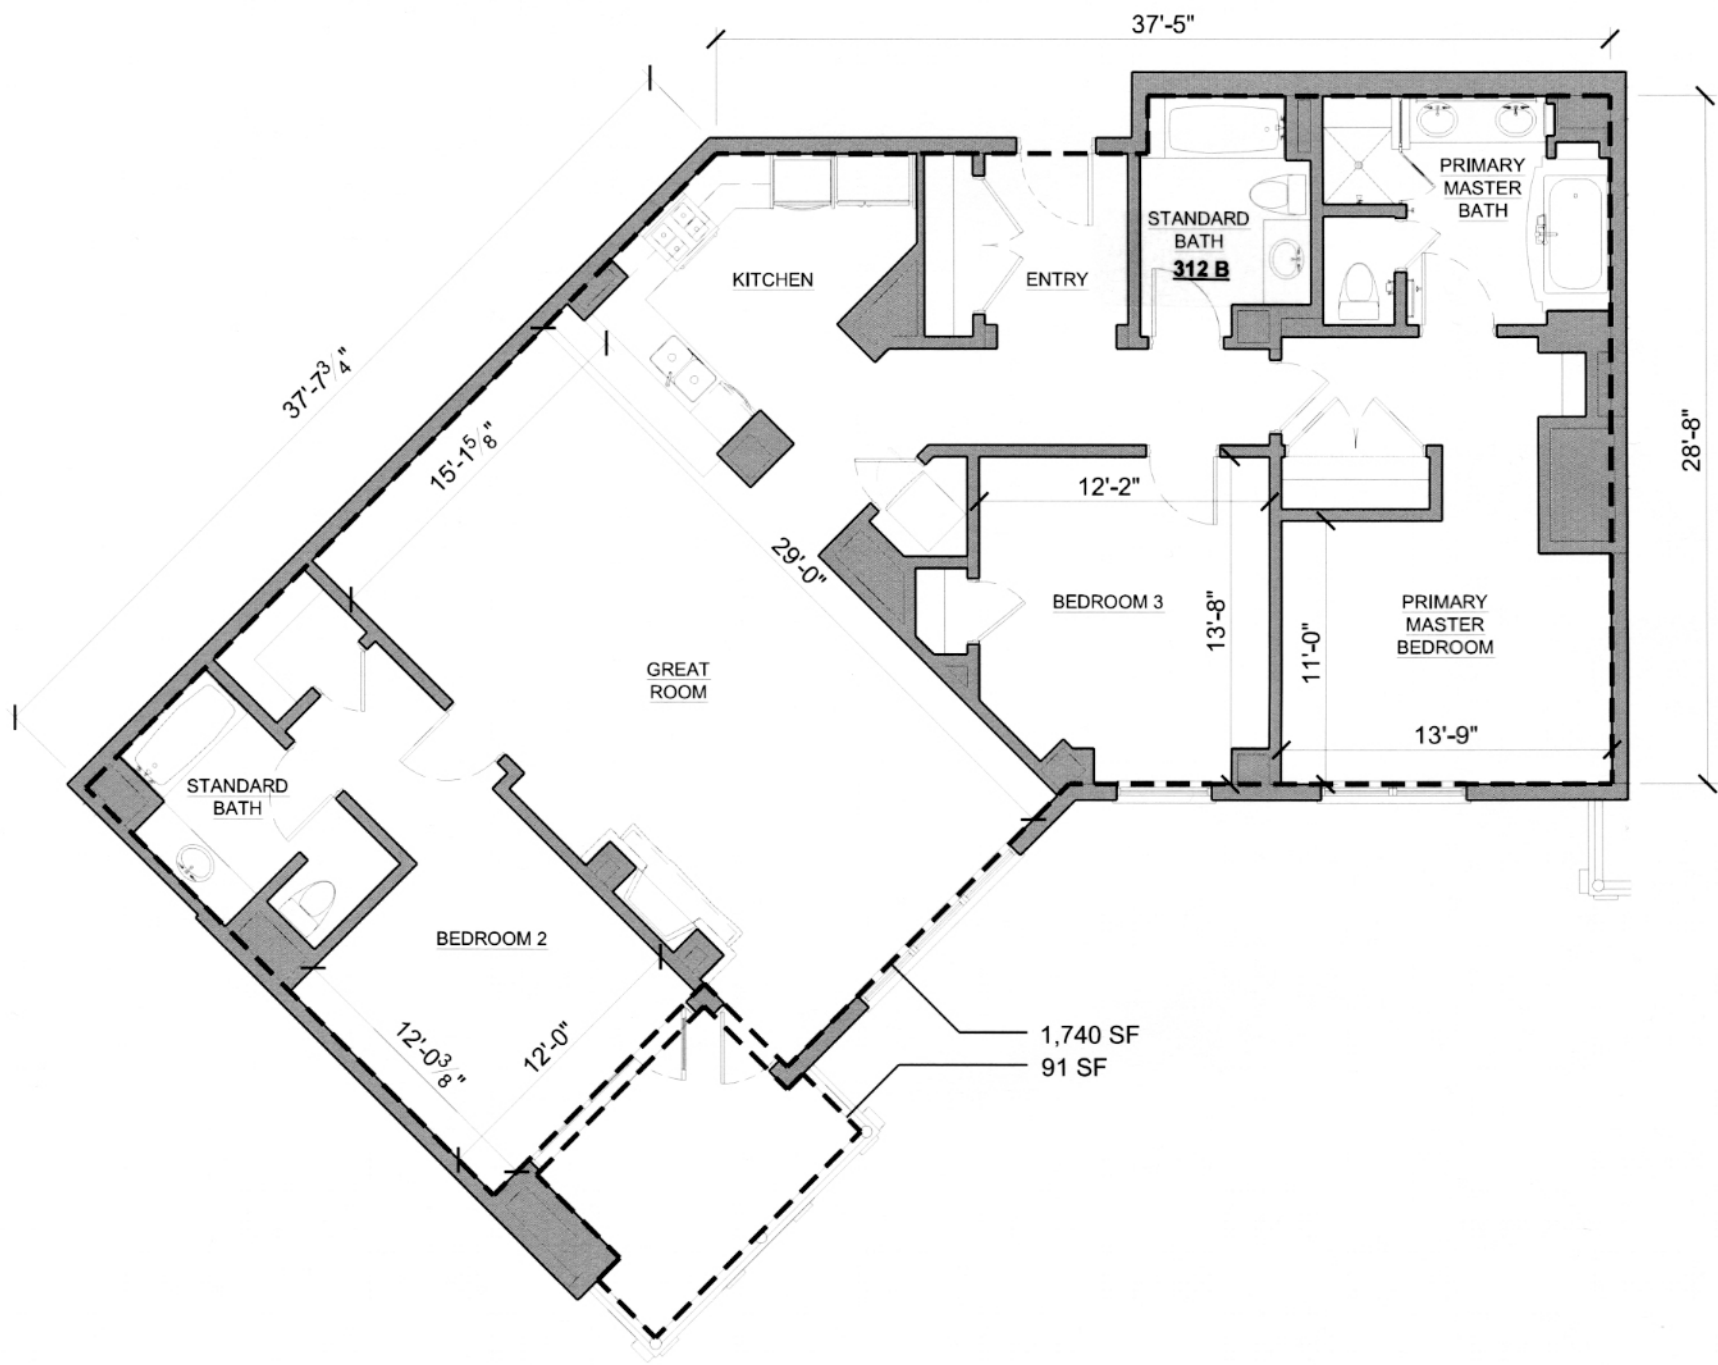 37'-5"
PRIMARY
MASTER
BATH
STANDARD
BATH
312 B
KITCHEN
ENTRY
37'-7 3/4"
15'-1 5/8"
28'-8"
12'-2"
29'-0"
BEDROOM 3
13'-8"
11'-0"
PRIMARY
MASTER
BEDROOM
GREAT
ROOM
13'-9"
STANDARD
BATH
BEDROOM 2
12'-0 3/8"
12'-0"
1,740 SF
91 SF